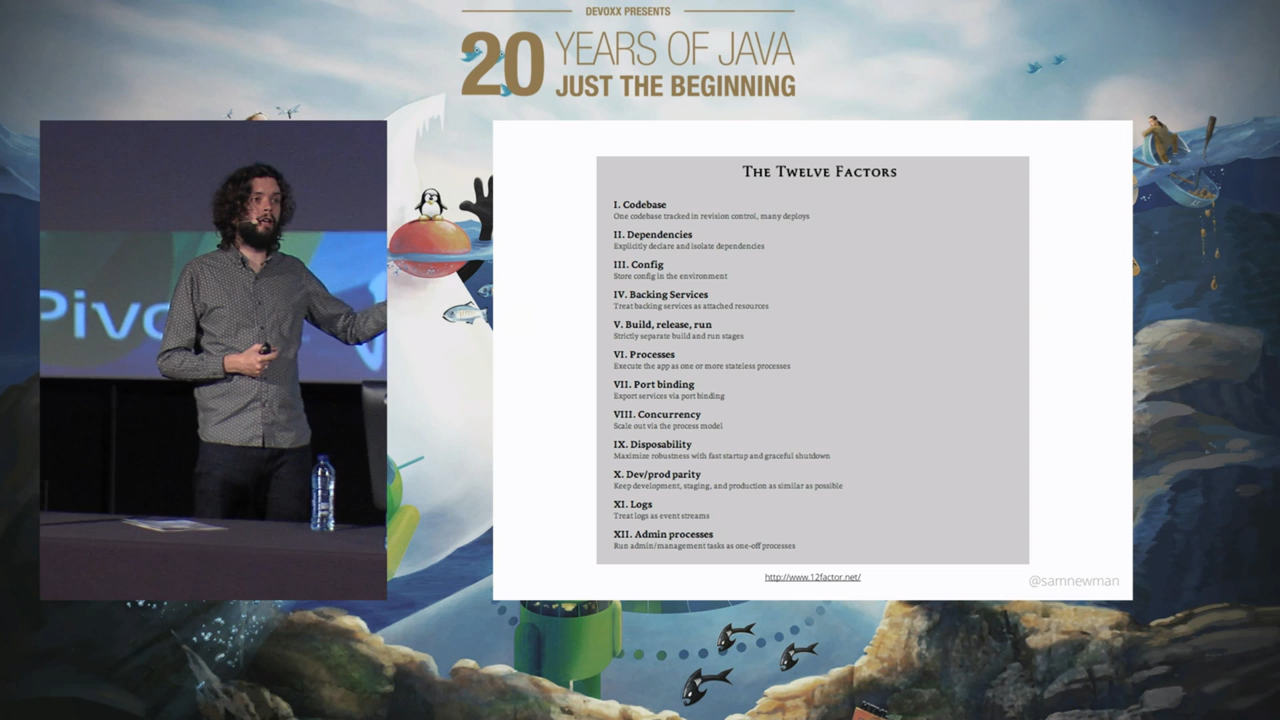 DEVOXX PRESENTS
20 YEARS OF JAVA
JUST THE BEGINNING
The Twelve Factors
I. Codebase
One codebase tracked in revision control, many deploys
II. Dependencies
Explicitly declare and isolate dependencies
III. Config
Store config in the environment
IV. Backing Services
Treat backing services as attached resources
V. Build, release, run
Strictly separate build and run stages
VI. Processes
Execute the app as one or more stateless processes
VII. Port binding
Export services via port binding
VIII. Concurrency
Scale out via the process model
IX. Disposability
Maximize robustness with fast startup and graceful shutdown
X. Dev/prod parity
Keep development, staging, and production as similar as possible
XI. Logs
Treat logs as event streams
XII. Admin processes
Run admin/management tasks as one-off processes
http://www.12factor.net/
@samnewman